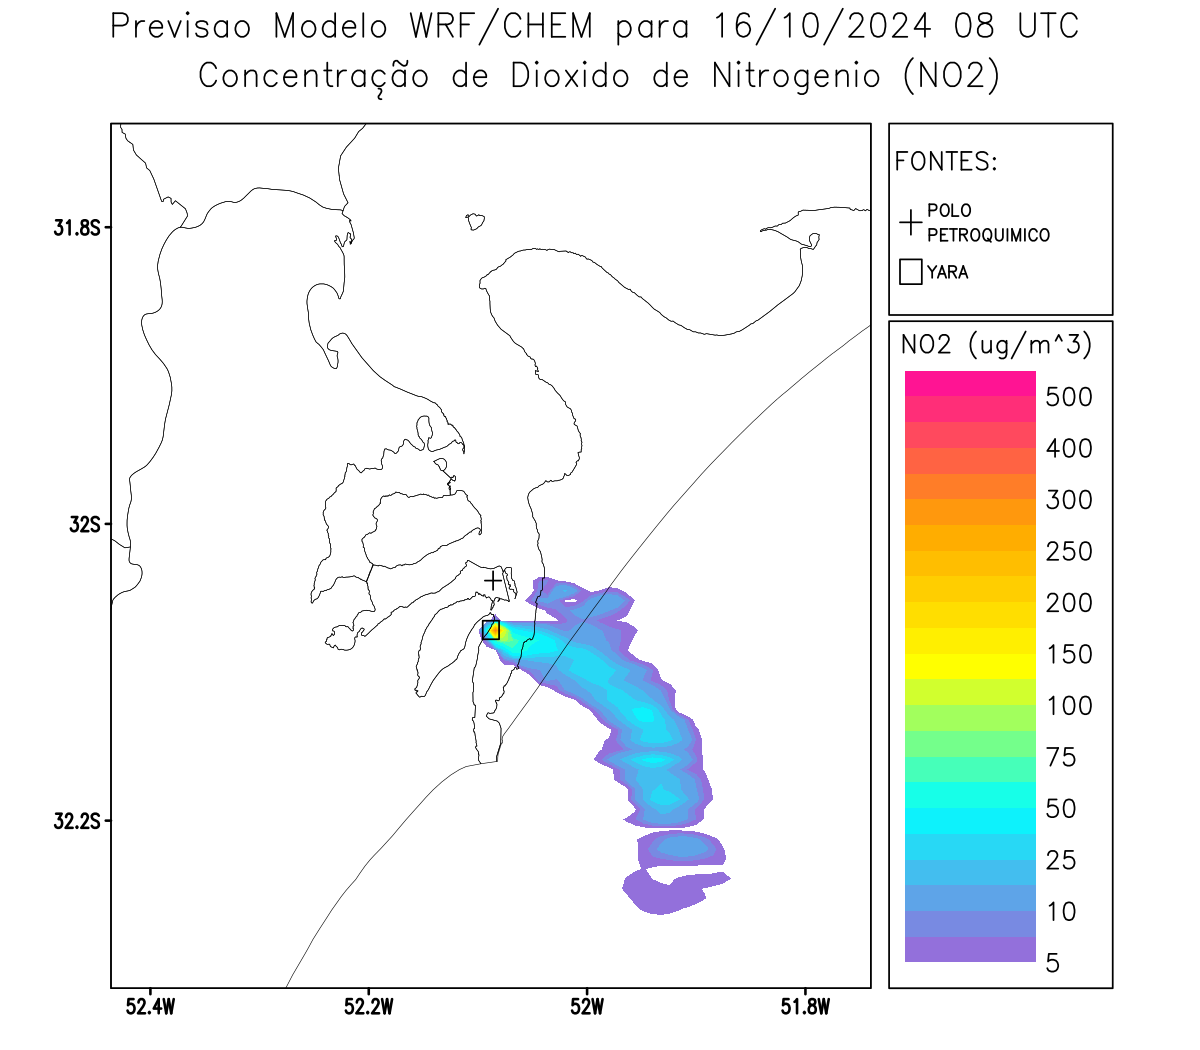 Previsao Modelo WRF/CHEM para 16/10/2024 08 UTC
Concentração de Dioxido de Nitrogenio (NO2)
31.8S
32S
32.2S
52.4W
52.2W
52W
51.8W
FONTES:
POLO
PETROQUIMICO
YARA
NO2 (ug/m^3)
500
400
300
250
200
150
100
75
50
25
10
5